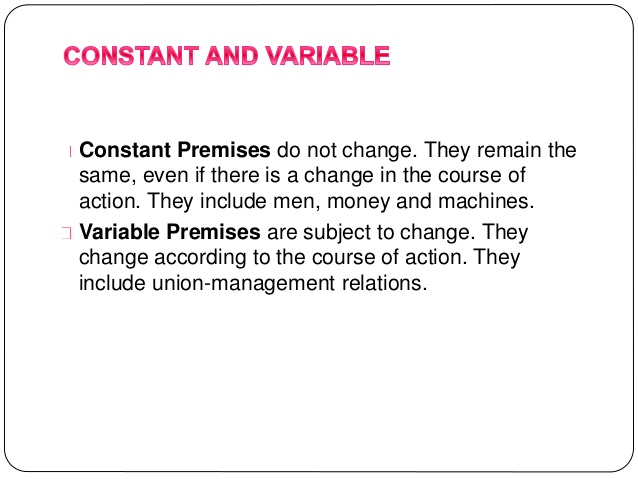 CONSTANT AND VARIABLE
Constant Premises do not change. They remain the
same, even if there is a change in the course of
action. They include men, money and machines.
Variable Premises are subject to change. They
change according to the course of action. They
include union-management relations.